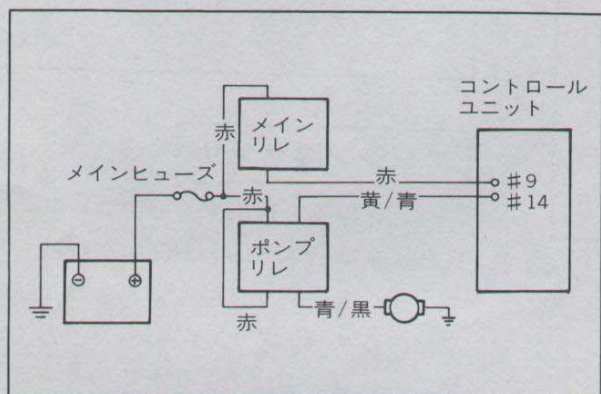 コントロール
ユニット
メイン
リレ
赤
メインヒューズ
赤
赤
♯9
黄/青
♯14
ポンプ
リレ
⊖
⊕
赤
青/黒